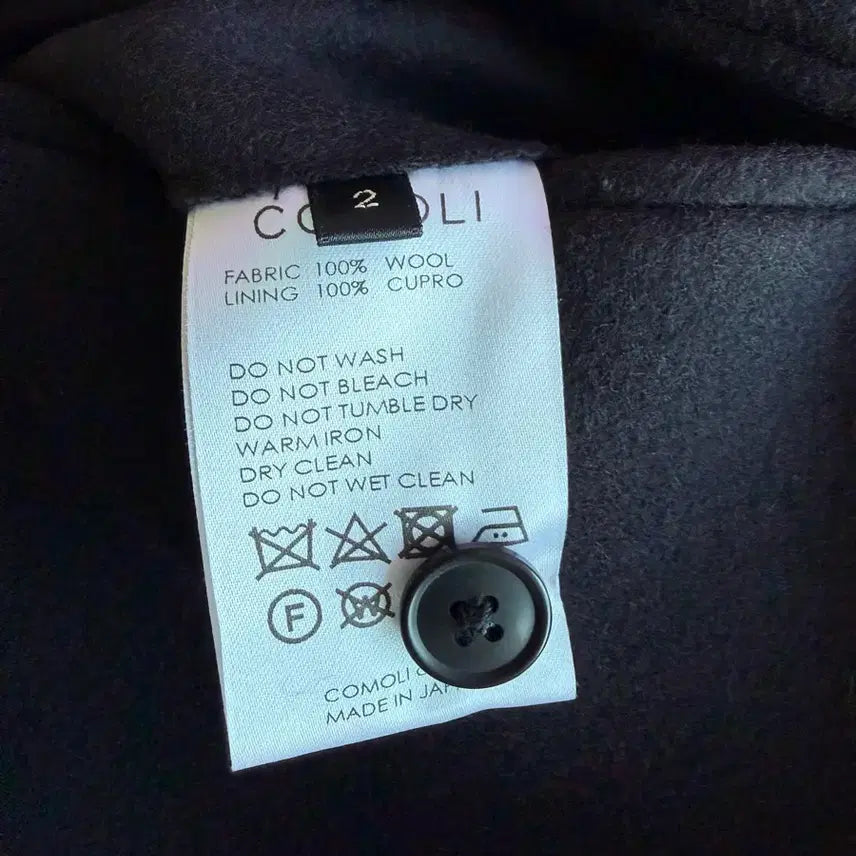 2
FABRIC 100% WOOL
LINING 100% CUPRO
DO NOT WASH
DO NOT BLEACH
DO NOT TUMBLE DRY
WARM IRON
DRY CLEAN
DO NOT WET CLEAN
F
W
COMOLI
MADE IN